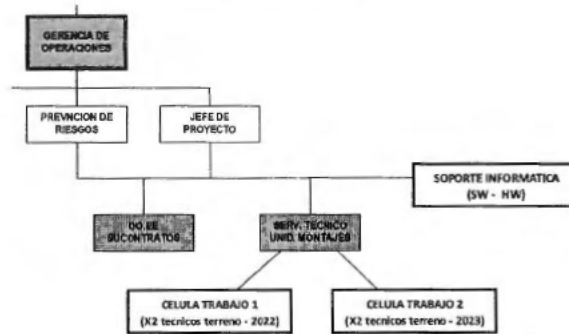 GERENCIA DE
OPERACIONES
PREVNCION DE
RIESGOS
JEFE DE
PROYECTO
SOPORTE INFORMATICA
(SW - HW)
OO.EE
SUCONTRATOS
SERV. TECNICO
UNID. MONTAJES
CELULA TRABAJO 1
(X2 tecnicos terreno - 2022)
CELULA TRABAJO 2
(X2 tecnicos terreno - 2023)